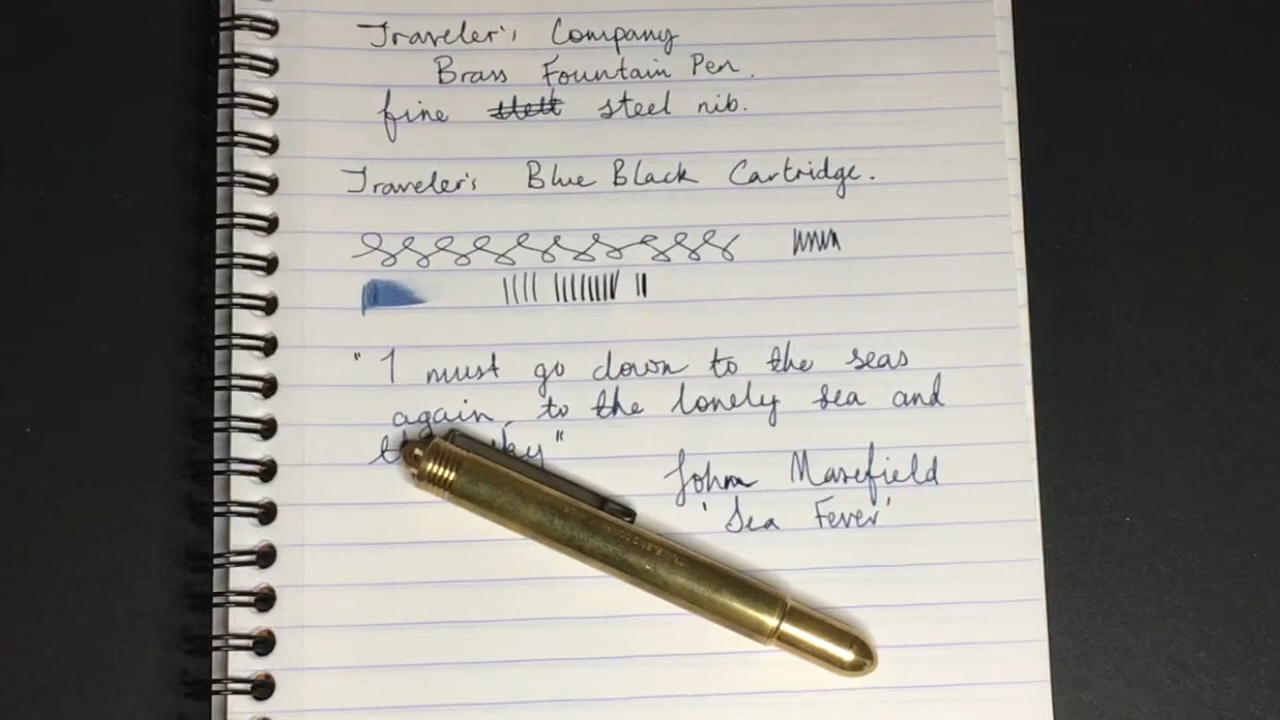 Traveler's Company
Brass Fountain Pen.
fine steel nib.
Traveler's Blue Black Cartridge.
"I must go down to the seas
again, to the lonely sea and
sky"
John Masefield
'Sea Fever'